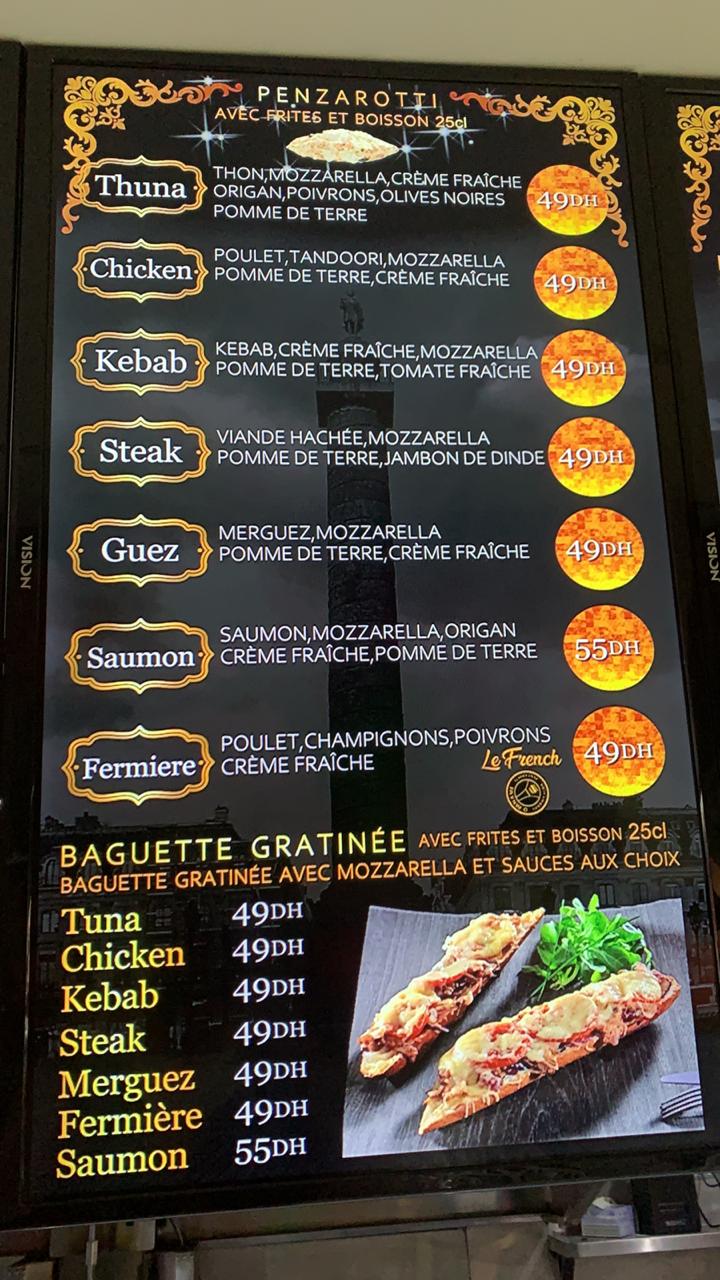 PENZAROTTI
AVEC FRITES ET BOISSON 25cl
Thuna
THON,MOZZARELLA,CRÈME FRAÎCHE
ORIGAN,POIVRONS,OLIVES NOIRES
POMME DE TERRE
49DH
Chicken
POULET,TANDOORI,MOZZARELLA
POMME DE TERRE,CRÈME FRAÎCHE
49DH
Kebab
KEBAB,CRÈME FRAÎCHE,MOZZARELLA
POMME DE TERRE,TOMATE FRAÎCHE
49DH
Steak
VIANDE HACHÉE,MOZZARELLA
POMME DE TERRE,JAMBON DE DINDE
49DH
Guez
MERGUEZ,MOZZARELLA
POMME DE TERRE,CRÈME FRAÎCHE
49DH
Saumon
SAUMON,MOZZARELLA,ORIGAN
CRÈME FRAÎCHE,POMME DE TERRE
55DH
Fermiere
POULET,CHAMPIGNONS,POIVRONS
CRÈME FRAÎCHE
49DH
Le French
BAGUETTE GRATINÉE AVEC FRITES ET BOISSON 25cl
BAGUETTE GRATINÉE AVEC MOZZARELLA ET SAUCES AUX CHOIX
Tuna 49DH
Chicken 49DH
Kebab 49DH
Steak 49DH
Merguez 49DH
Fermière 49DH
Saumon 55DH
VISION
VISION